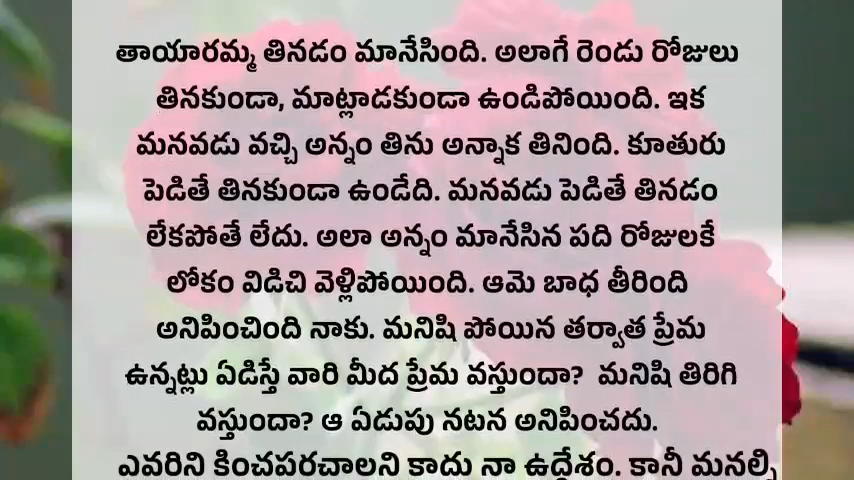 తాయారమ్మ తినడం మానేసింది. అలాగే రెండు రోజులు
తినకుండా, మాట్లాడకుండా ఉండిపోయింది. ఇక
మనవడు వచ్చి అన్నం తిను అన్నాక తినింది. కూతురు
పెడితే తినకుండా ఉండేది. మనవడు పెడితే తినడం
లేకపోతే లేదు. అలా అన్నం మానేసిన పది రోజులకే
లోకం విడిచి వెళ్లిపోయింది. ఆమె బాధ తీరింది
అనిపించింది నాకు. మనిషి పోయిన తర్వాత ప్రేమ
ఉన్నట్లు ఏడిస్తే వారి మీద ప్రేమ వస్తుందా? మనిషి తిరిగి
వస్తుందా? ఆ ఏడుపు నటన అనిపించదు.
ఎవరిని కించపరచాలని కాదు నా ఉద్దేశం. కానీ మనల్ని